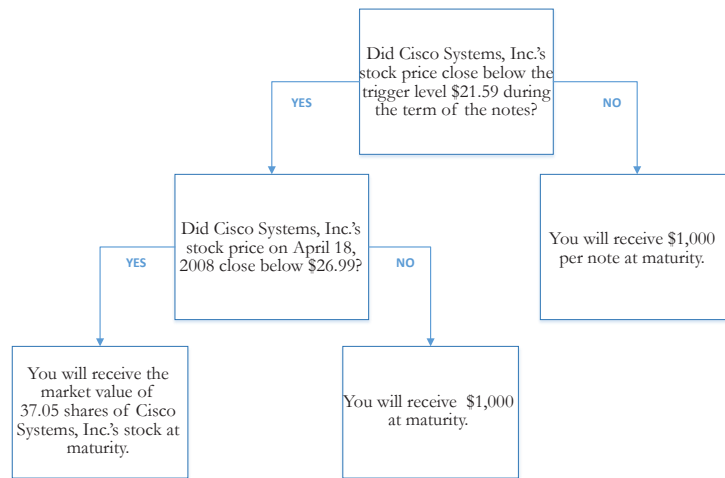 Did Cisco Systems, Inc.'s
stock price close below the
trigger level $21.59 during
the term of the notes?
YES
NO
Did Cisco Systems, Inc.'s
stock price on April 18,
2008 close below $26.99?
You will receive $1,000
per note at maturity.
YES
NO
You will receive the
market value of
37.05 shares of Cisco
Systems, Inc.'s stock at
maturity.
You will receive $1,000
at maturity.